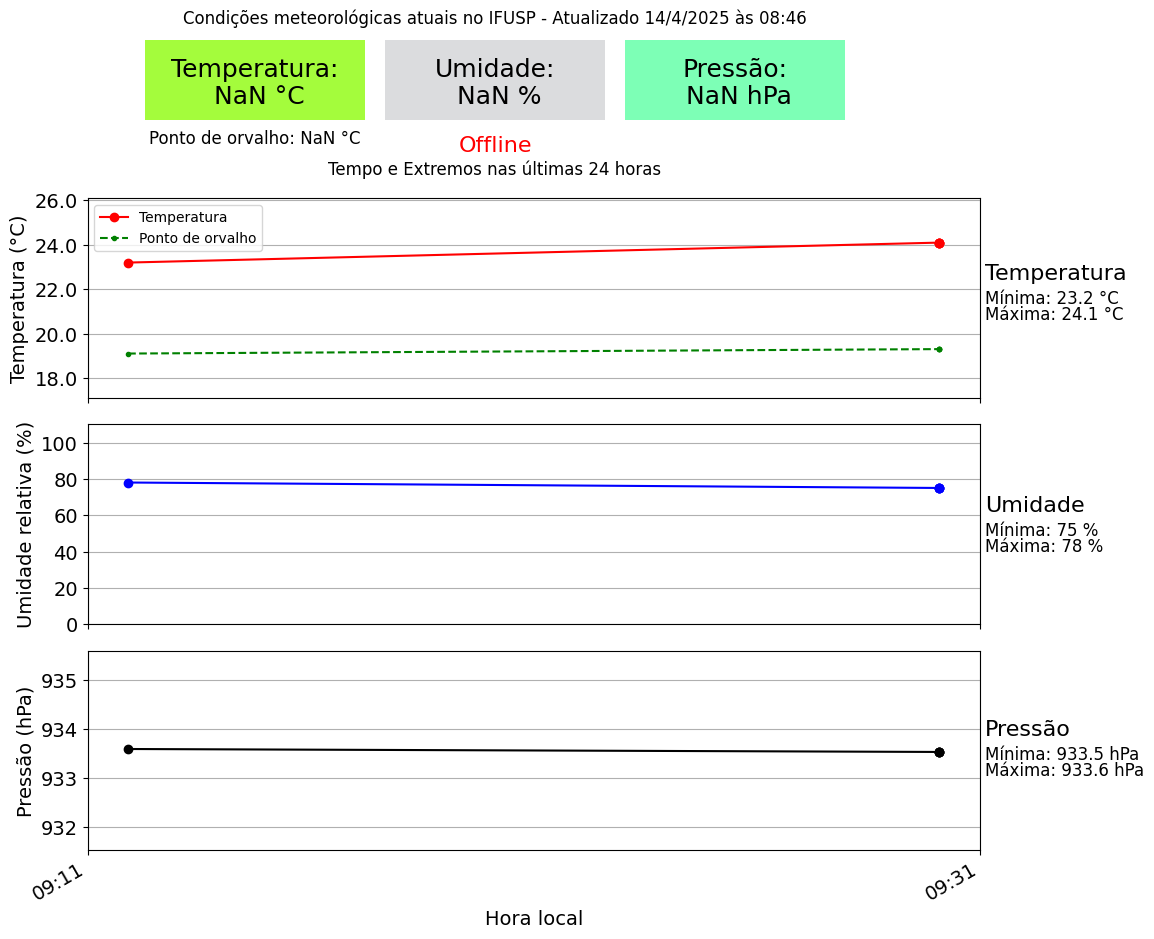 Condições meteorológicas atuais no IFUSP - Atualizado 14/4/2025 às 08:46
Temperatura:
NaN °C
Umidade:
NaN %
Pressão:
NaN hPa
Ponto de orvalho: NaN °C
Offline
Tempo e Extremos nas últimas 24 horas
Temperatura (°C)
26.0
24.0
22.0
20.0
18.0
Temperatura
Ponto de orvalho
Temperatura
Mínima: 23.2 °C
Máxima: 24.1 °C
Umidade relativa (%)
100
80
60
40
20
0
Umidade
Mínima: 75 %
Máxima: 78 %
Pressão (hPa)
935
934
933
932
Pressão
Mínima: 933.5 hPa
Máxima: 933.6 hPa
09:11
09:31
Hora local